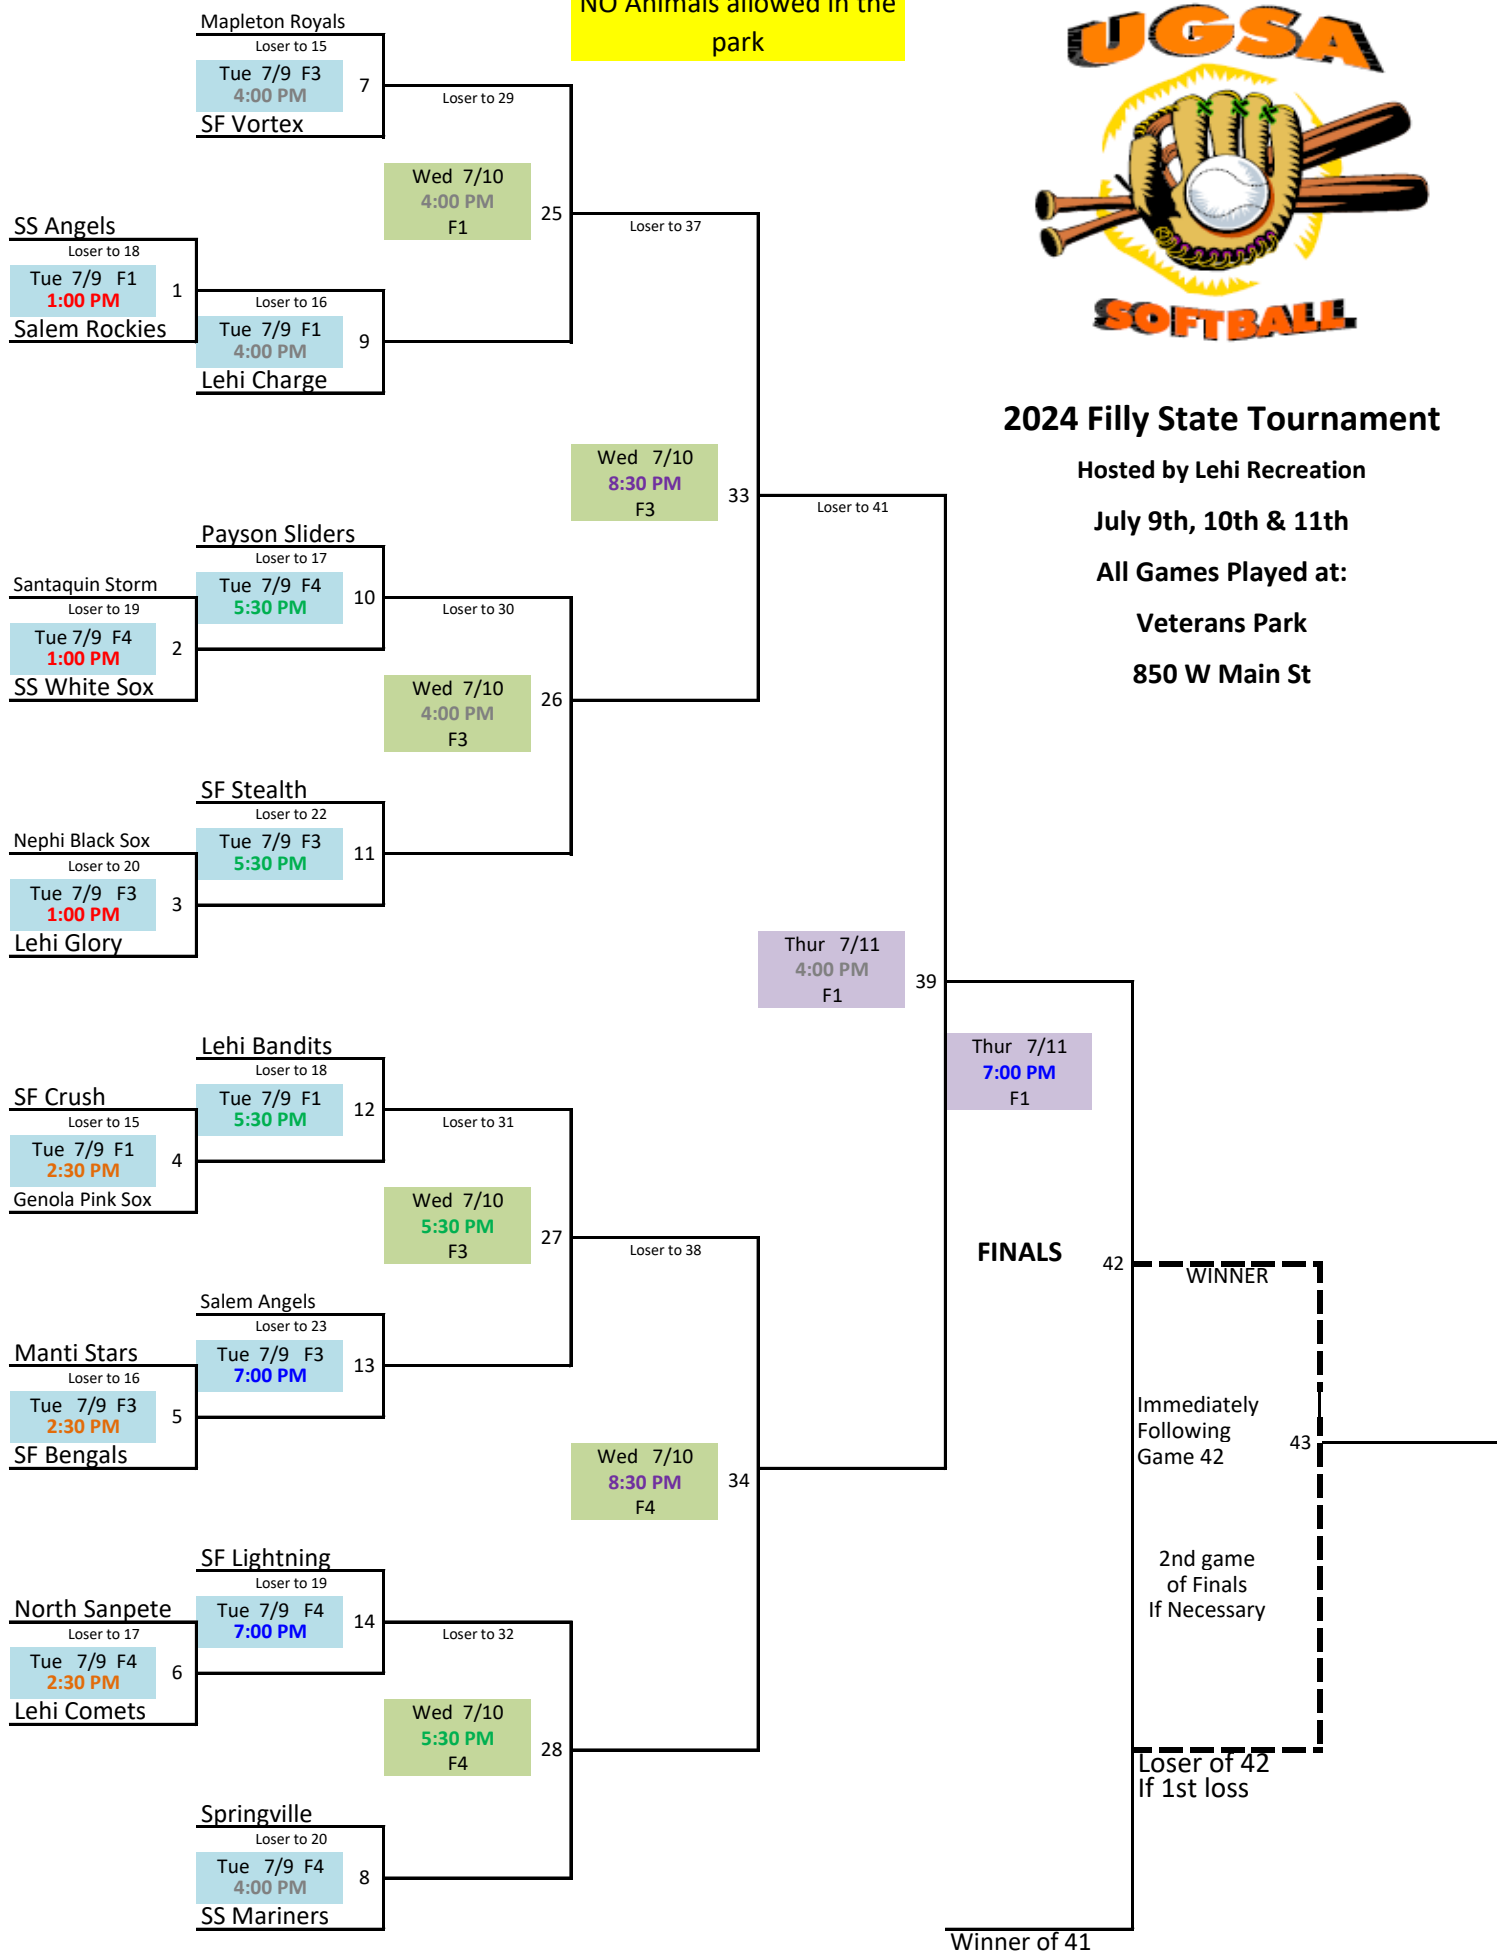 NO Animals allowed in the
park
UGSA
SOFTBALL
2024 Filly State Tournament
Hosted by Lehi Recreation
July 9th, 10th & 11th
All Games Played at:
Veterans Park
850 W Main St
Mapleton Royals
Loser to 15
Tue 7/9 F3
4:00 PM
7
SF Vortex
Loser to 29
Wed 7/10
4:00 PM
F1
25
Loser to 37
SS Angels
Loser to 18
Tue 7/9 F1
1:00 PM
1
Salem Rockies
Loser to 16
Tue 7/9 F1
4:00 PM
9
Lehi Charge
Wed 7/10
8:30 PM
F3
33
Loser to 41
Payson Sliders
Loser to 17
Tue 7/9 F4
5:30 PM
10
Loser to 30
Santaquin Storm
Loser to 19
Tue 7/9 F4
1:00 PM
2
SS White Sox
Wed 7/10
4:00 PM
F3
26
SF Stealth
Loser to 22
Tue 7/9 F3
5:30 PM
11
Nephi Black Sox
Loser to 20
Tue 7/9 F3
1:00 PM
3
Lehi Glory
Thur 7/11
4:00 PM
F1
39
Thur 7/11
7:00 PM
F1
Lehi Bandits
Loser to 18
Tue 7/9 F1
5:30 PM
12
Loser to 31
SF Crush
Loser to 15
Tue 7/9 F1
2:30 PM
4
Genola Pink Sox
Wed 7/10
5:30 PM
F3
27
Loser to 38
FINALS
42
WINNER
Salem Angels
Loser to 23
Tue 7/9 F3
7:00 PM
13
Manti Stars
Loser to 16
Tue 7/9 F3
2:30 PM
5
SF Bengals
Wed 7/10
8:30 PM
F4
34
Immediately
Following
Game 42
43
2nd game
of Finals
If Necessary
SF Lightning
Loser to 19
Tue 7/9 F4
7:00 PM
14
Loser to 32
North Sanpete
Loser to 17
Tue 7/9 F4
2:30 PM
6
Lehi Comets
Wed 7/10
5:30 PM
F4
28
Loser of 42
If 1st loss
Springville
Loser to 20
Tue 7/9 F4
4:00 PM
8
SS Mariners
Winner of 41